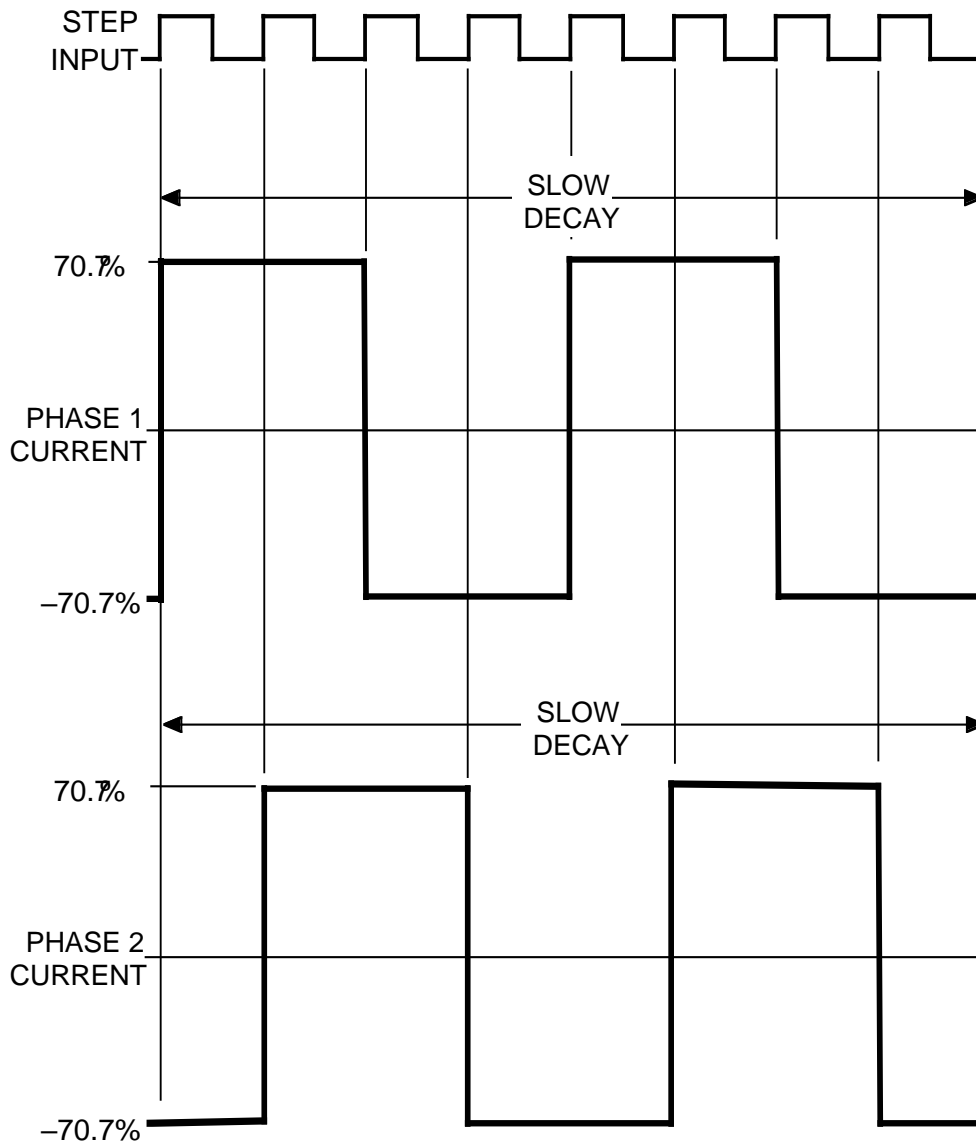 STEP
INPUT
SLOW
DECAY
70.7%
PHASE 1
CURRENT
–70.7%
SLOW
DECAY
70.7%
PHASE 2
CURRENT
–70.7%